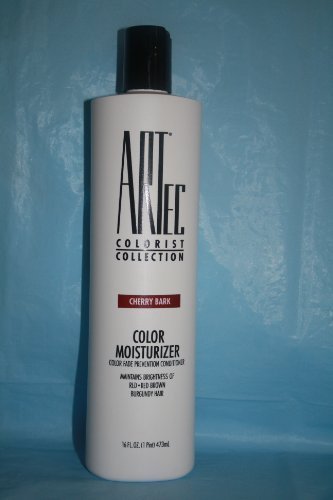 ARTEC
COLORIST
COLLECTION
CHERRY BARK
COLOR
MOISTURIZER
COLOR FADE PREVENTION CONDITIONER
MAINTAINS BRIGHTNESS OF
RED • RED BROWN
BURGUNDY HAIR
16 FL. OZ. (1 Pint) 473mL